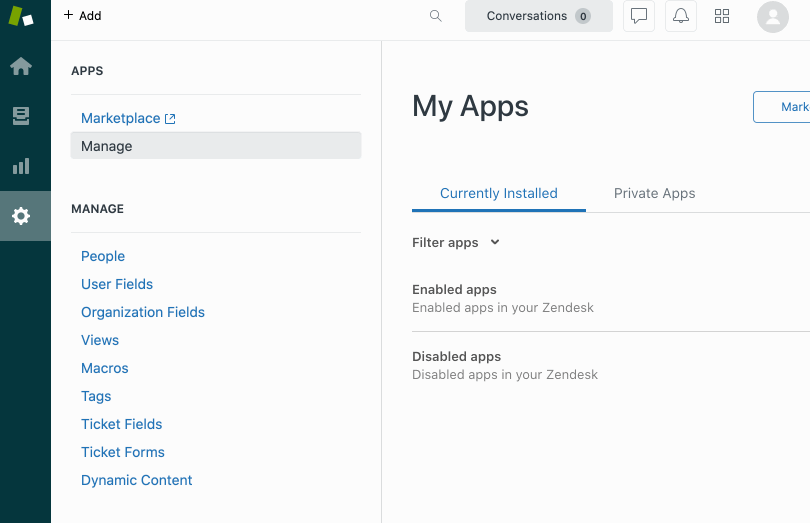 + Add
Conversations 0
APPS
Marketplace
Manage
MANAGE
People
User Fields
Organization Fields
Views
Macros
Tags
Ticket Fields
Ticket Forms
Dynamic Content
My Apps
Mark
Currently Installed
Private Apps
Filter apps
Enabled apps
Enabled apps in your Zendesk
Disabled apps
Disabled apps in your Zendesk